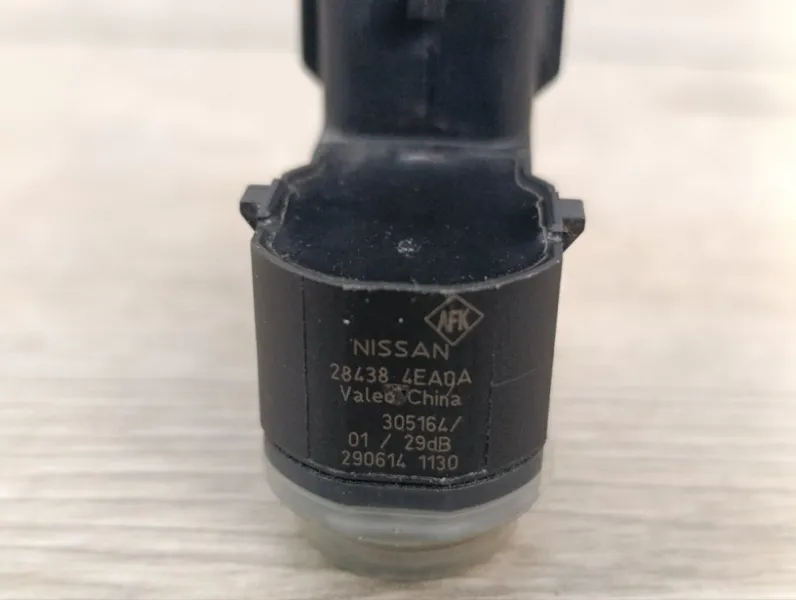 AFK
NISSAN
28438 4EA0A
Valeo China
305164/
01 / 29dB
290614 1130